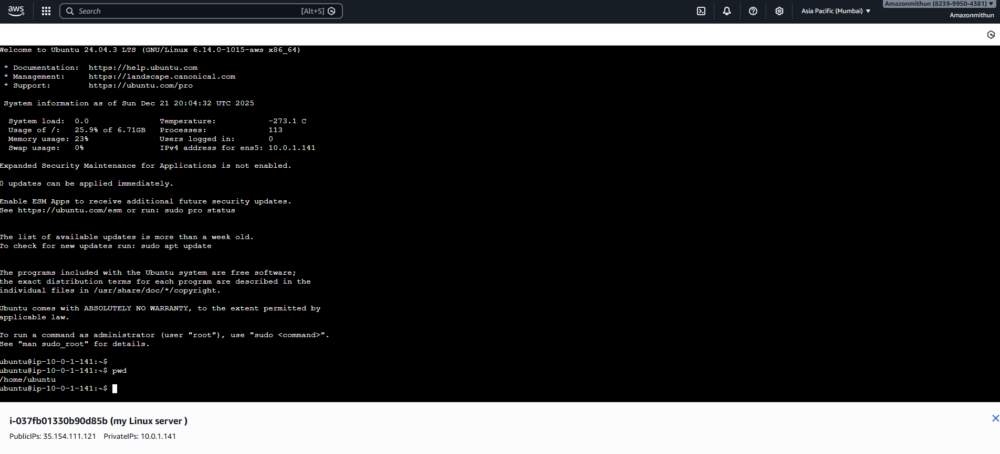 aws
Search [Alt+S]
Asia Pacific (Mumbai)
Amazonmithun (8239-9950-4381)
Amazonmithun
Welcome to Ubuntu 24.04.3 LTS (GNU/Linux 6.14.0-1015-aws x86_64)
* Documentation: https://help.ubuntu.com
* Management: https://landscape.canonical.com
* Support: https://ubuntu.com/pro
System information as of Sun Dec 21 20:04:32 UTC 2025
System load: 0.0 Temperature: -273.1 C
Usage of /: 25.9% of 6.71GB Processes: 113
Memory usage: 23% Users logged in: 0
Swap usage: 0% IPv4 address for ens5: 10.0.1.141
Expanded Security Maintenance for Applications is not enabled.
0 updates can be applied immediately.
Enable ESM Apps to receive additional future security updates.
See https://ubuntu.com/esm or run: sudo pro status
The list of available updates is more than a week old.
To check for new updates run: sudo apt update
The programs included with the Ubuntu system are free software;
the exact distribution terms for each program are described in the
individual files in /usr/share/doc/*/copyright.
Ubuntu comes with ABSOLUTELY NO WARRANTY, to the extent permitted by
applicable law.
To run a command as administrator (user "root"), use "sudo <command>".
See "man sudo_root" for details.
ubuntu@ip-10-0-1-141:~$
ubuntu@ip-10-0-1-141:~$ pwd
/home/ubuntu
ubuntu@ip-10-0-1-141:~$
i-037fb01330b90d85b (my Linux server )
PublicIPs: 35.154.111.121 PrivateIPs: 10.0.1.141